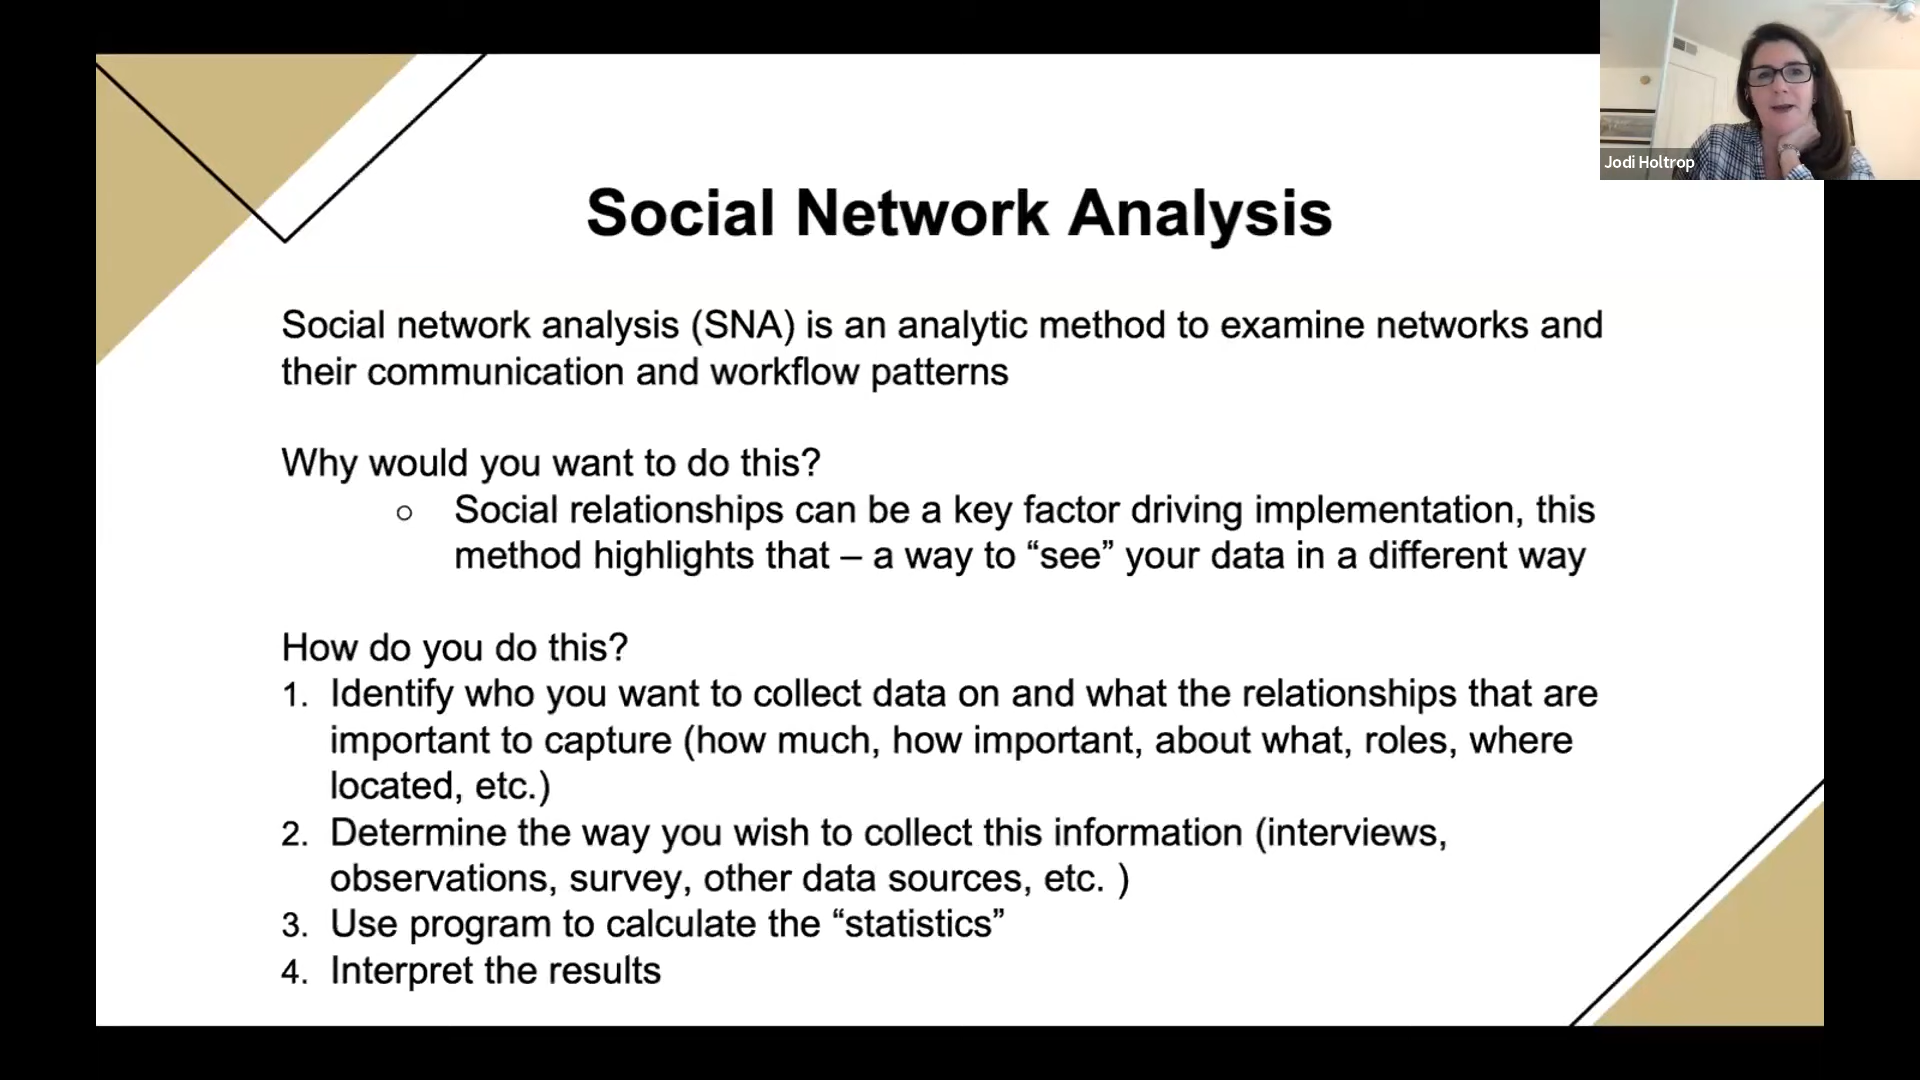 Jodi Holtrop
Social Network Analysis
Social network analysis (SNA) is an analytic method to examine networks and
their communication and workflow patterns
Why would you want to do this?
○ Social relationships can be a key factor driving implementation, this
method highlights that – a way to “see” your data in a different way
How do you do this?
1. Identify who you want to collect data on and what the relationships that are
important to capture (how much, how important, about what, roles, where
located, etc.)
2. Determine the way you wish to collect this information (interviews,
observations, survey, other data sources, etc. )
3. Use program to calculate the “statistics”
4. Interpret the results